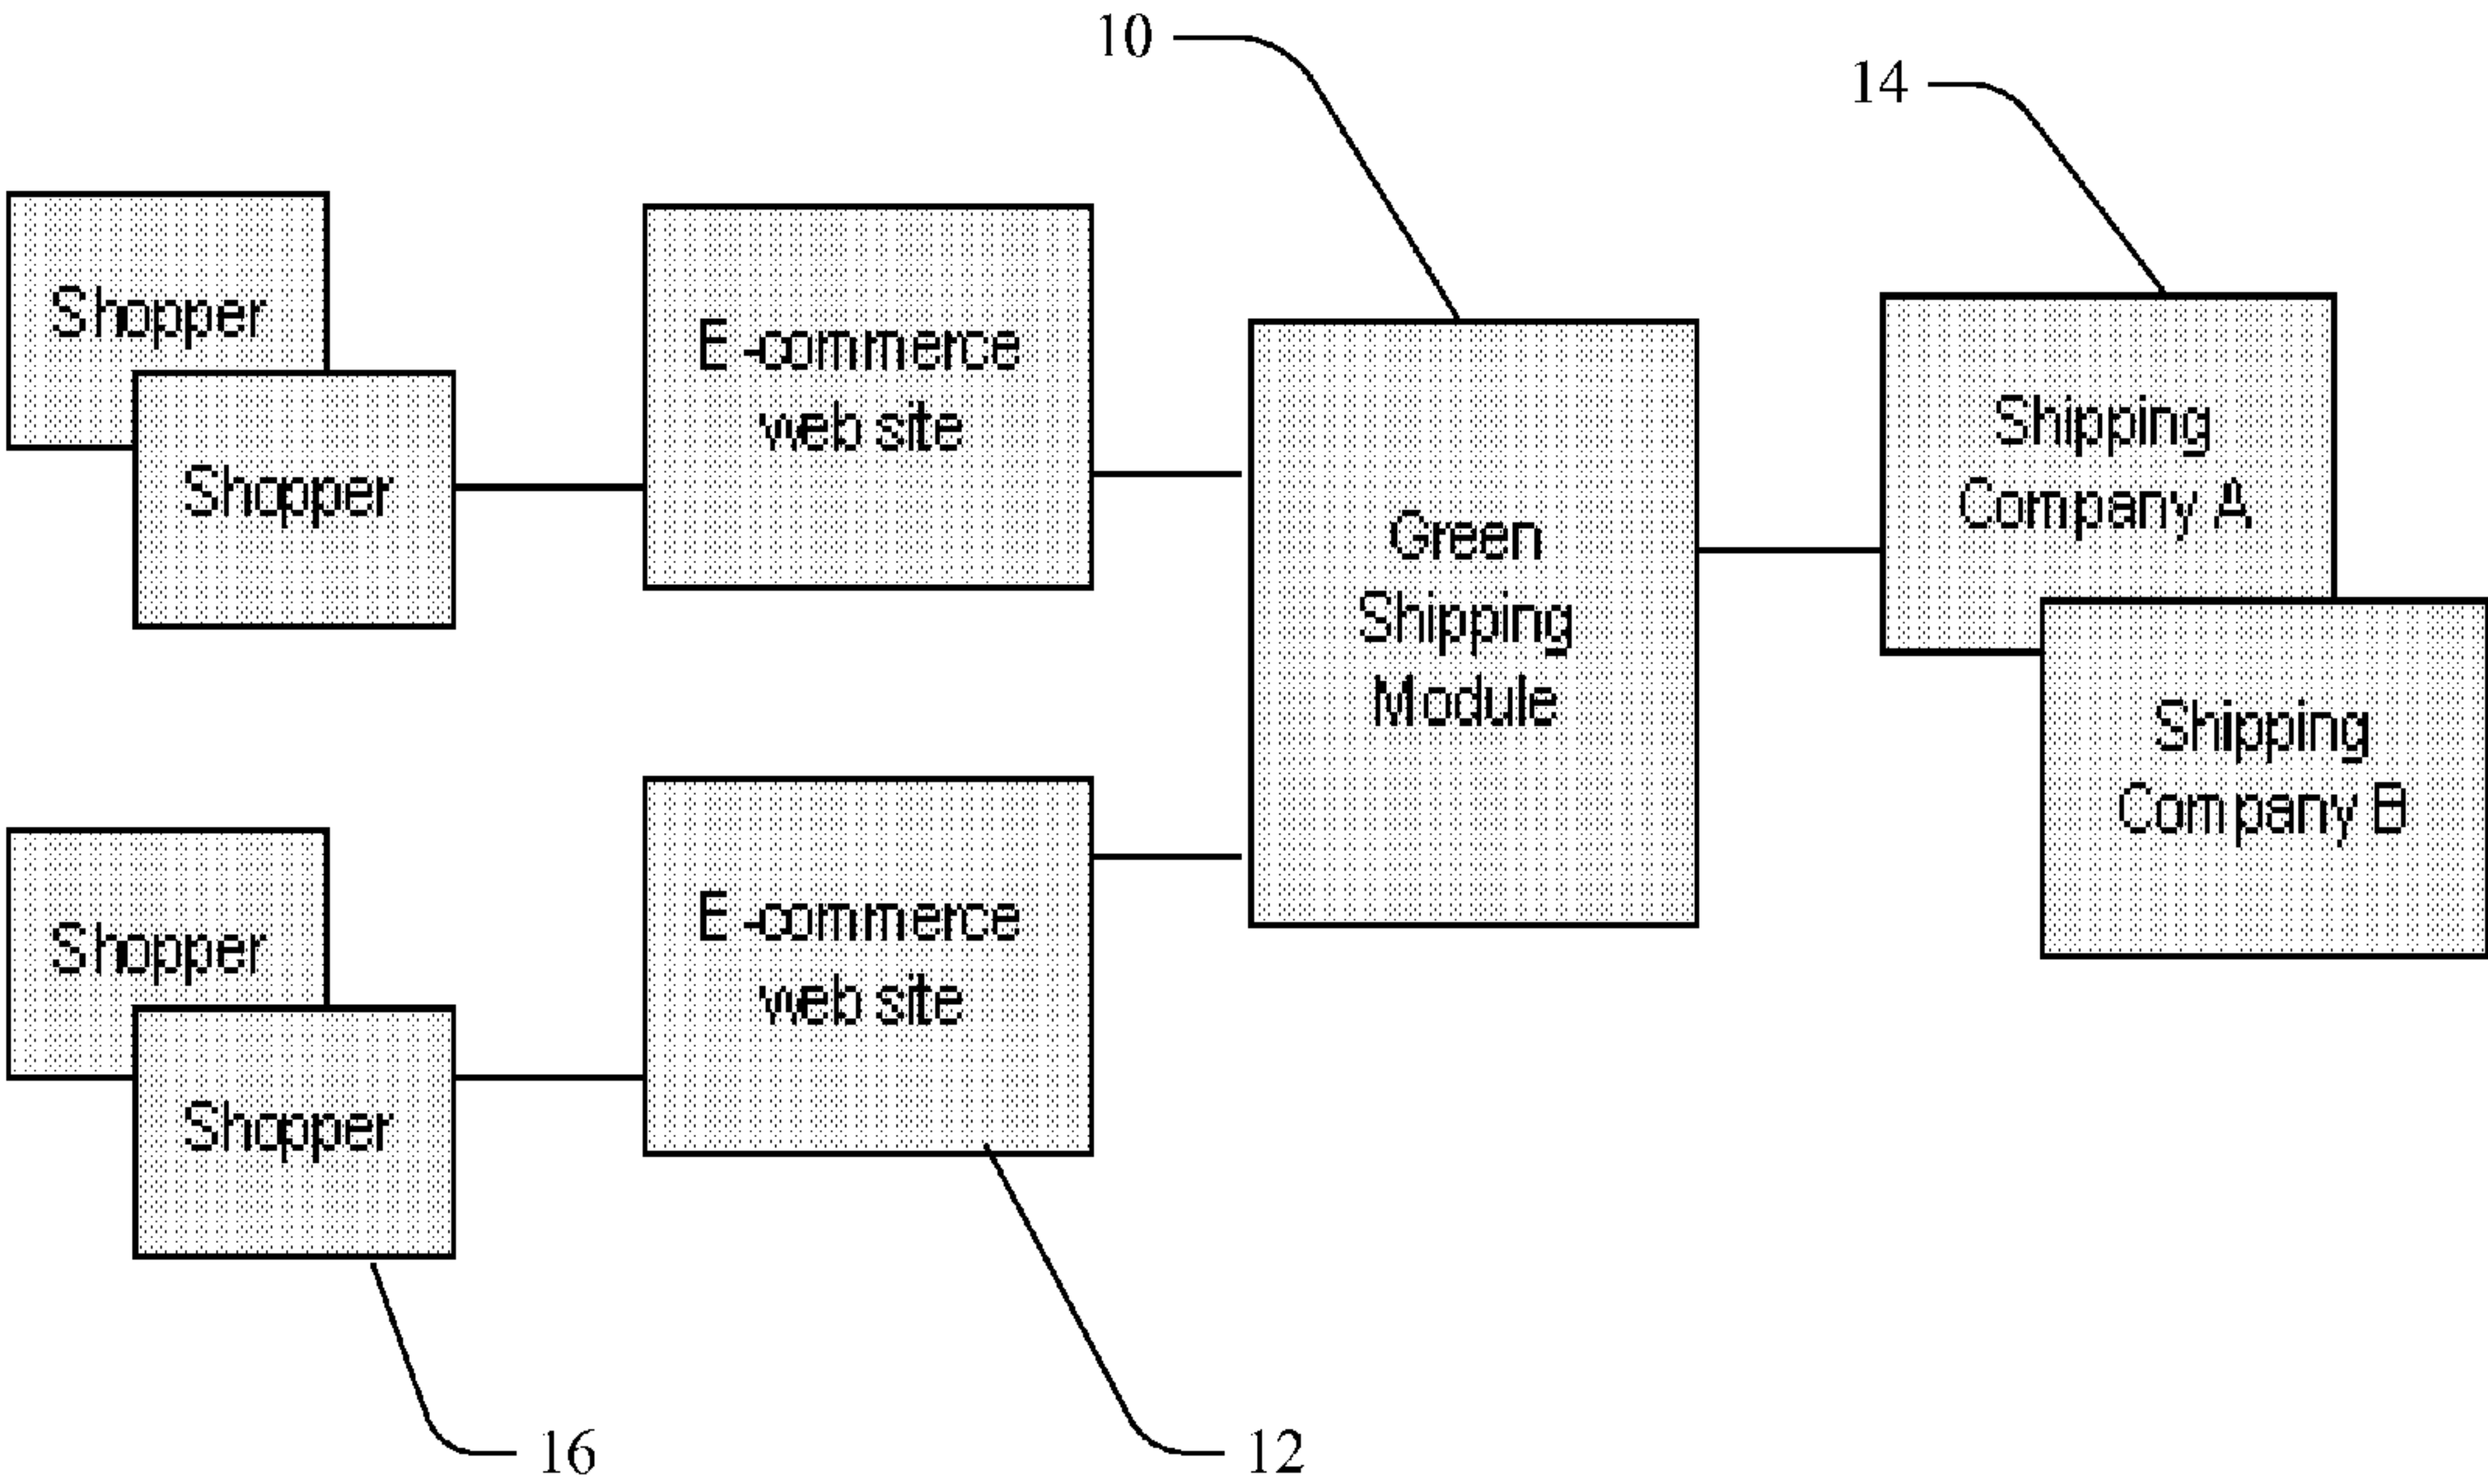 10
14
Shopper
Shopper
E-commerce
web site
Green
Shipping
Module
Shipping
Company A
Shipping
Company B
Shopper
Shopper
E-commerce
web site
16
12